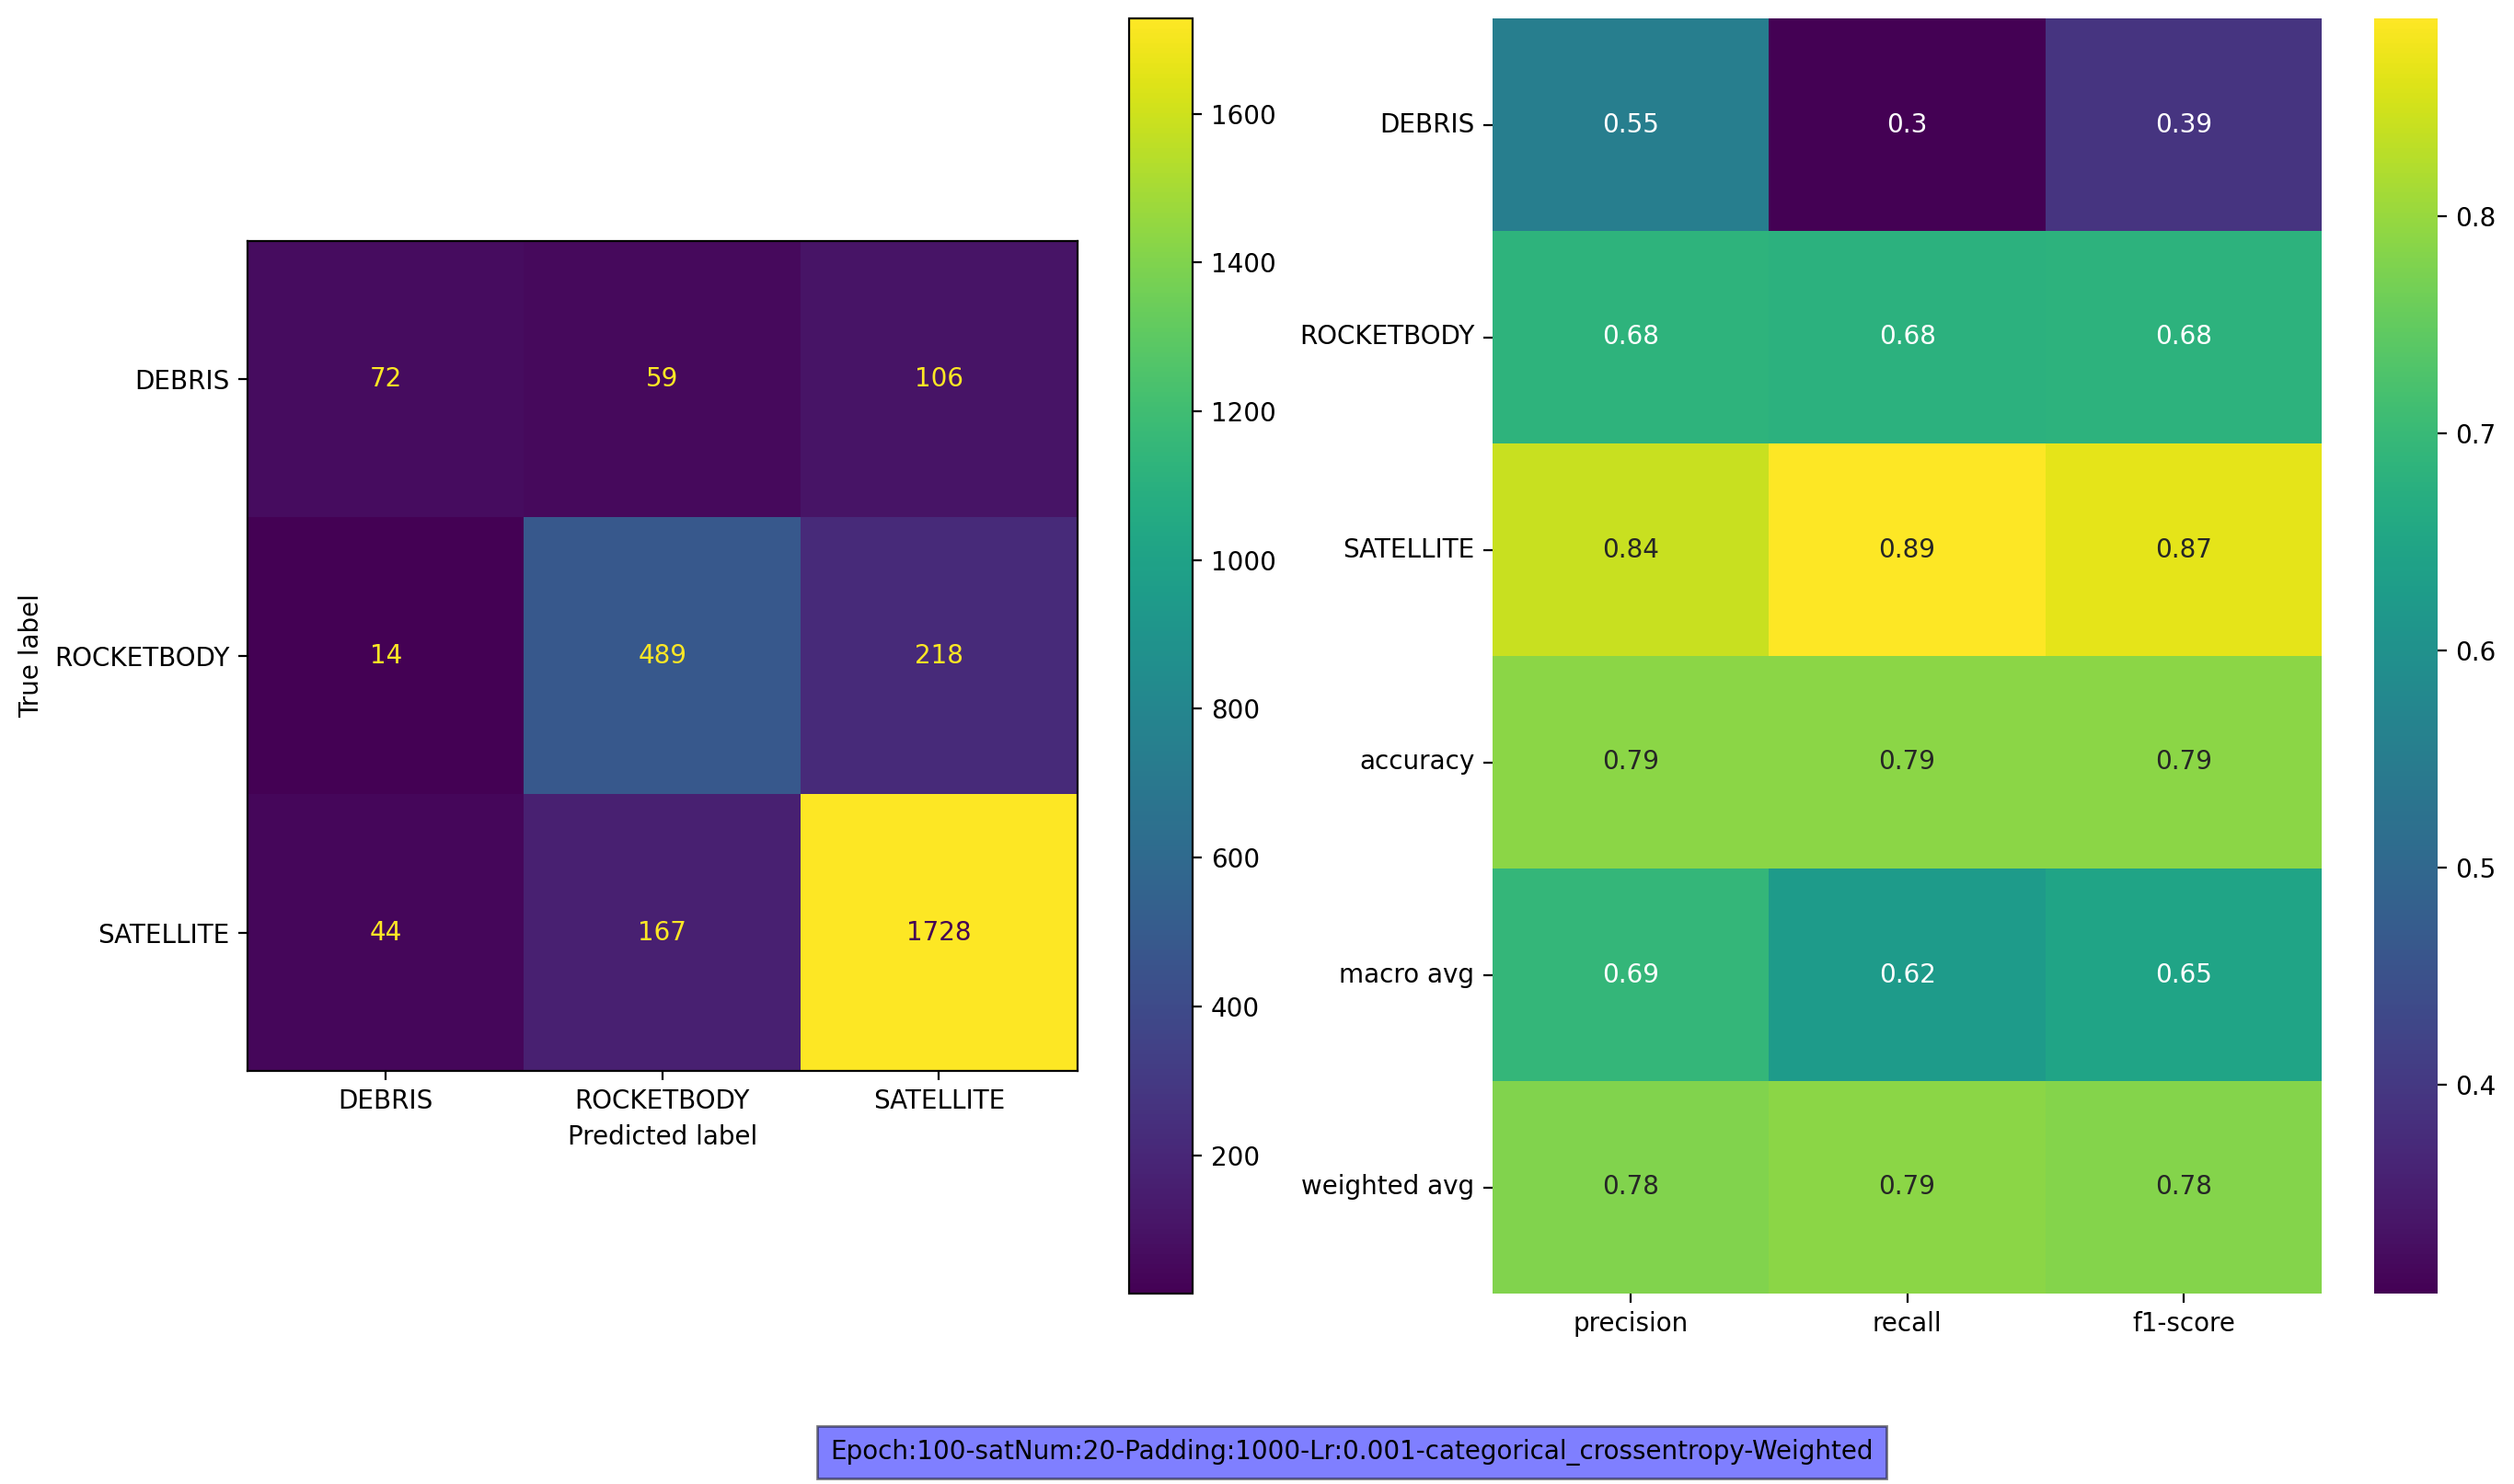 True label
DEBRIS
ROCKETBODY
SATELLITE
72 59 106
14 489 218
44 167 1728
DEBRIS ROCKETBODY SATELLITE
Predicted label
1600
1400
1200
1000
800
600
400
200
DEBRIS 0.55 0.3 0.39
ROCKETBODY 0.68 0.68 0.68
SATELLITE 0.84 0.89 0.87
accuracy 0.79 0.79 0.79
macro avg 0.69 0.62 0.65
weighted avg 0.78 0.79 0.78
precision recall f1-score
0.8
0.7
0.6
0.5
0.4
Epoch:100-satNum:20-Padding:1000-Lr:0.001-categorical_crossentropy-Weighted